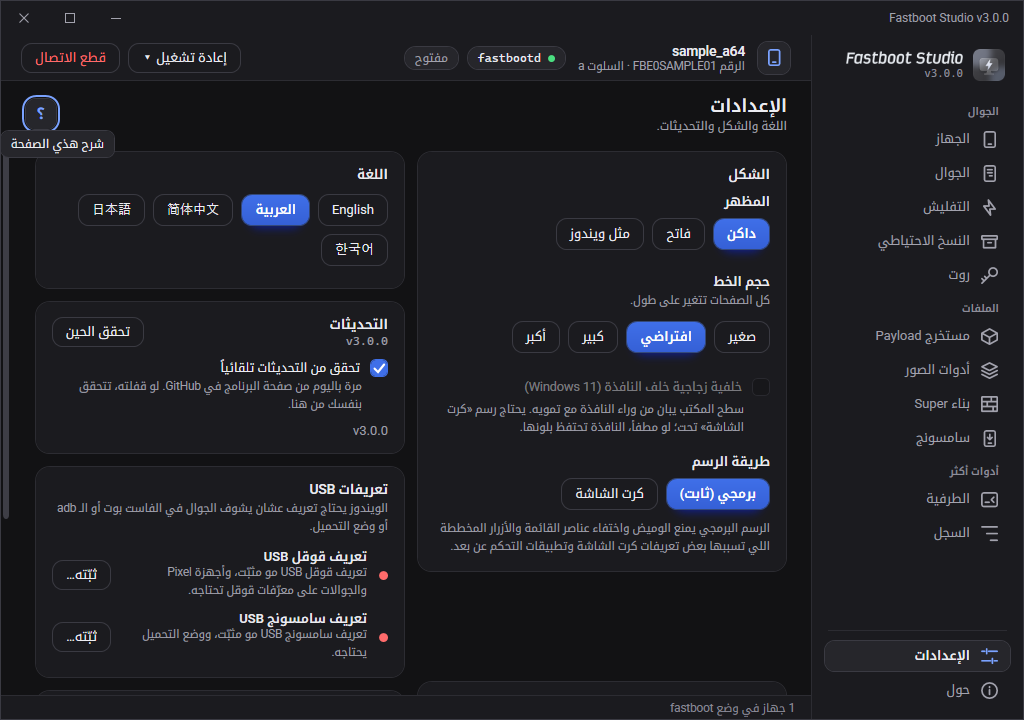 Fastboot Studio v3.0.0
Fastboot Studio
v3.0.0
الجوال
الجهاز
الجوال
التفليش
النسخ الاحتياطي
روت
الملفات
مستخرج Payload
أدوات الصور
بناء Super
سامسونج
أدوات أكثر
الطرفية
السجل
الإعدادات
حول
sample_a64
الرقم FBE0SAMPLE01 · السلوت a
fastbootd
مفتوح
إعادة تشغيل
قطع الاتصال
الإعدادات
اللغة والشكل والتحديثات.
؟
شرح هذي الصفحة
الشكل
المظهر
داكن
فاتح
مثل ويندوز
حجم الخط
كل الصفحات تتغير على طول.
صغير
افتراضي
كبير
أكبر
خلفية زجاجية خلف النافذة (Windows 11)
سطح المكتب يبان من وراء النافذة مع تمويه. يحتاج رسم «كرت
الشاشة» تحت؛ لو مطفأ، النافذة تحتفظ بلونها.
طريقة الرسم
برمجي (ثابت)
كرت الشاشة
الرسم البرمجي يمنع الوميض واختفاء عناصر القائمة والأزرار المخططة
اللي تسببها بعض تعريفات كرت الشاشة وتطبيقات التحكم عن بعد.
اللغة
English
العربية
简体中文
日本語
한국어
التحديثات
v3.0.0
تحقق الحين
تحقق من التحديثات تلقائياً
مرة باليوم من صفحة البرنامج في GitHub. لو قفلته، تتحقق
بنفسك من هنا.
v3.0.0
تعريفات USB
الويندوز يحتاج تعريف عشان يشوف الجوال في الفاست بوت أو الـ adb
أو وضع التحميل.
تعريف قوقل USB
تعريف قوقل USB مو مثبّت، وأجهزة Pixel
والجوالات على معرّفات قوقل تحتاجه.
ثبّته…
تعريف سامسونج USB
تعريف سامسونج USB مو مثبّت، ووضع التحميل
يحتاجه.
ثبّته…
1 جهاز في وضع fastboot